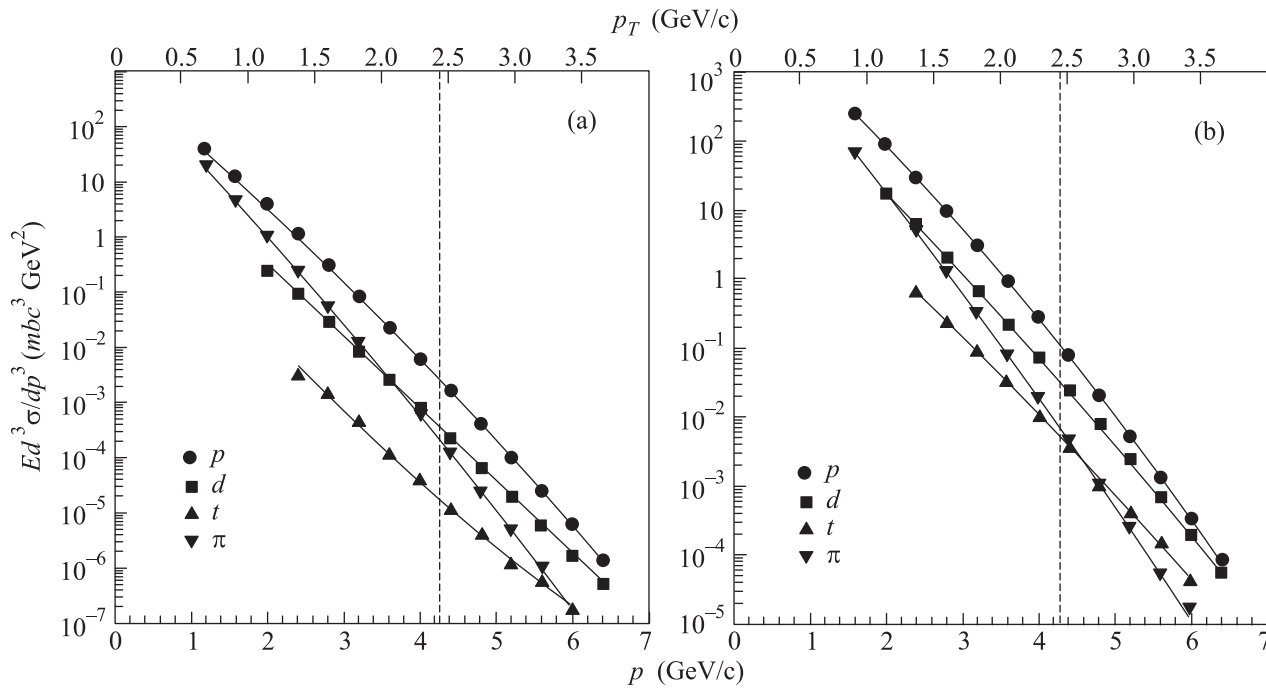 p_T (GeV/c)
0 0.5 1.0 1.5 2.0 2.5 3.0 3.5
0 0.5 1.0 1.5 2.0 2.5 3.0 3.5
Ed^3 σ/dp^3 (mbc^3 GeV^2)
10^2
10
1
10^−1
10^−2
10^−3
10^−4
10^−5
10^−6
10^−7
(a)
p
d
t
π
0 1 2 3 4 5 6 7
10^3
10^2
10
1
10^−1
10^−2
10^−3
10^−4
10^−5
(b)
p
d
t
π
0 1 2 3 4 5 6 7
p (GeV/c)